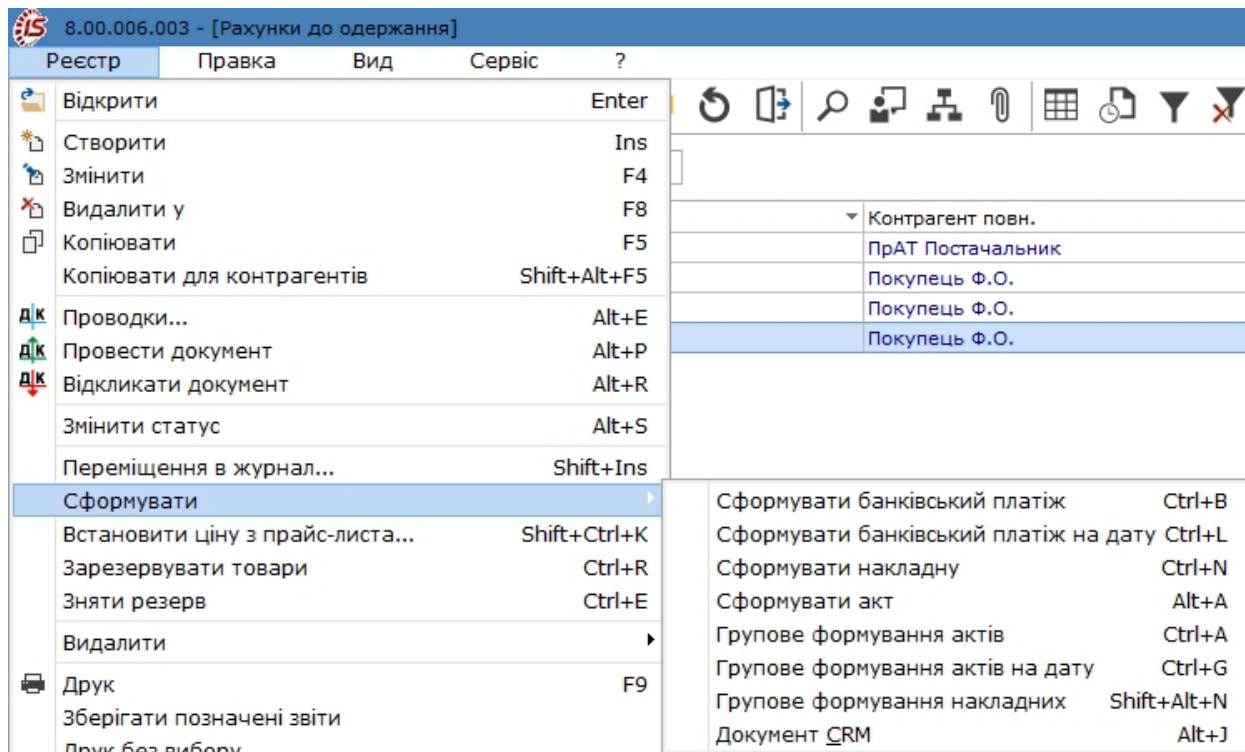 8.00.006.003 - [Рахунки до одержання]
Реєстр Правка Вид Сервіс ?
Відкрити Enter
Створити Ins
Змінити F4
Видалити у F8
Копіювати F5
Копіювати для контрагентів Shift+Alt+F5
Проводки... Alt+E
Провести документ Alt+P
Відкликати документ Alt+R
Змінити статус Alt+S
Переміщення в журнал... Shift+Ins
Сформувати
Встановити ціну з прайс-листа... Shift+Ctrl+K
Зарезервувати товари Ctrl+R
Зняти резерв Ctrl+E
Видалити
Друк F9
Зберігати позначені звіти
Друк без вибору
Контрагент повн.
ПрАТ Постачальник
Покупець Ф.О.
Покупець Ф.О.
Покупець Ф.О.
Сформувати банківський платіж Ctrl+B
Сформувати банківський платіж на дату Ctrl+L
Сформувати накладну Ctrl+N
Сформувати акт Alt+A
Групове формування актів Ctrl+A
Групове формування актів на дату Ctrl+G
Групове формування накладних Shift+Alt+N
Документ CRM Alt+J